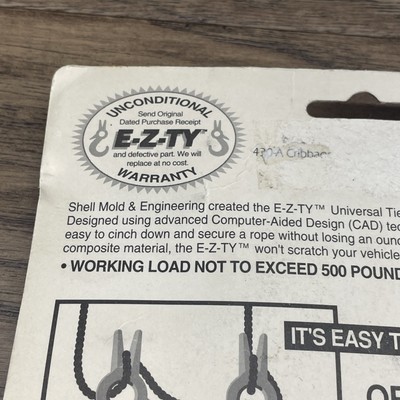 UNCONDITIONAL
Send Original
Dated Purchase Receipt
E-Z-TY™
and defective part. We will
replace at no cost.
WARRANTY
Shell Mold & Engineering created the E-Z-TY™ Universal Tie
Designed using advanced Computer-Aided Design (CAD) tec
easy to cinch down and secure a rope without losing an oun
composite material, the E-Z-TY™ won't scratch your vehicle
• WORKING LOAD NOT TO EXCEED 500 POUND
IT'S EASY T